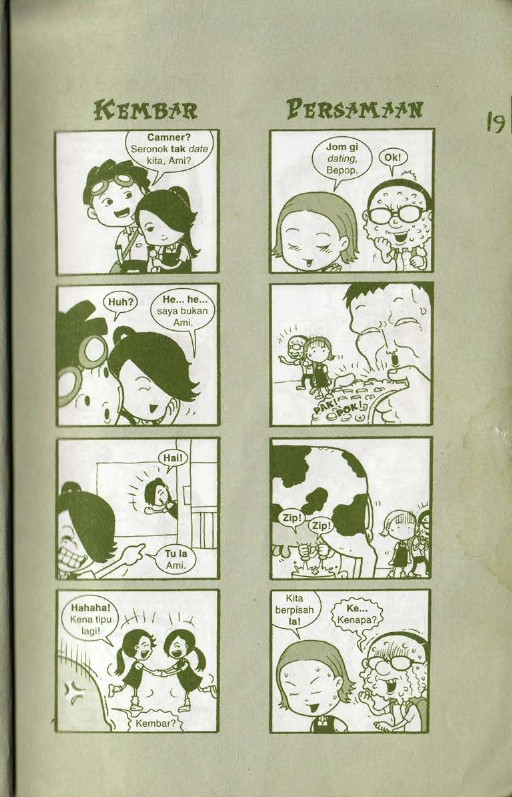 KEMBAR
Camner?
Seronok tak date
kita, Ami?
Huh?
He... he...
saya bukan
Ami.
Hai!
Tu la
Ami.
Hahaha!
Kena tipu
lagi!
Kembar?
PERSAMAAN
Jom gi
dating,
Bepop.
Ok!
PAK!
POK!
Zip!
Zip!
Kita
berpisah
la!
Ke...
Kenapa?
19